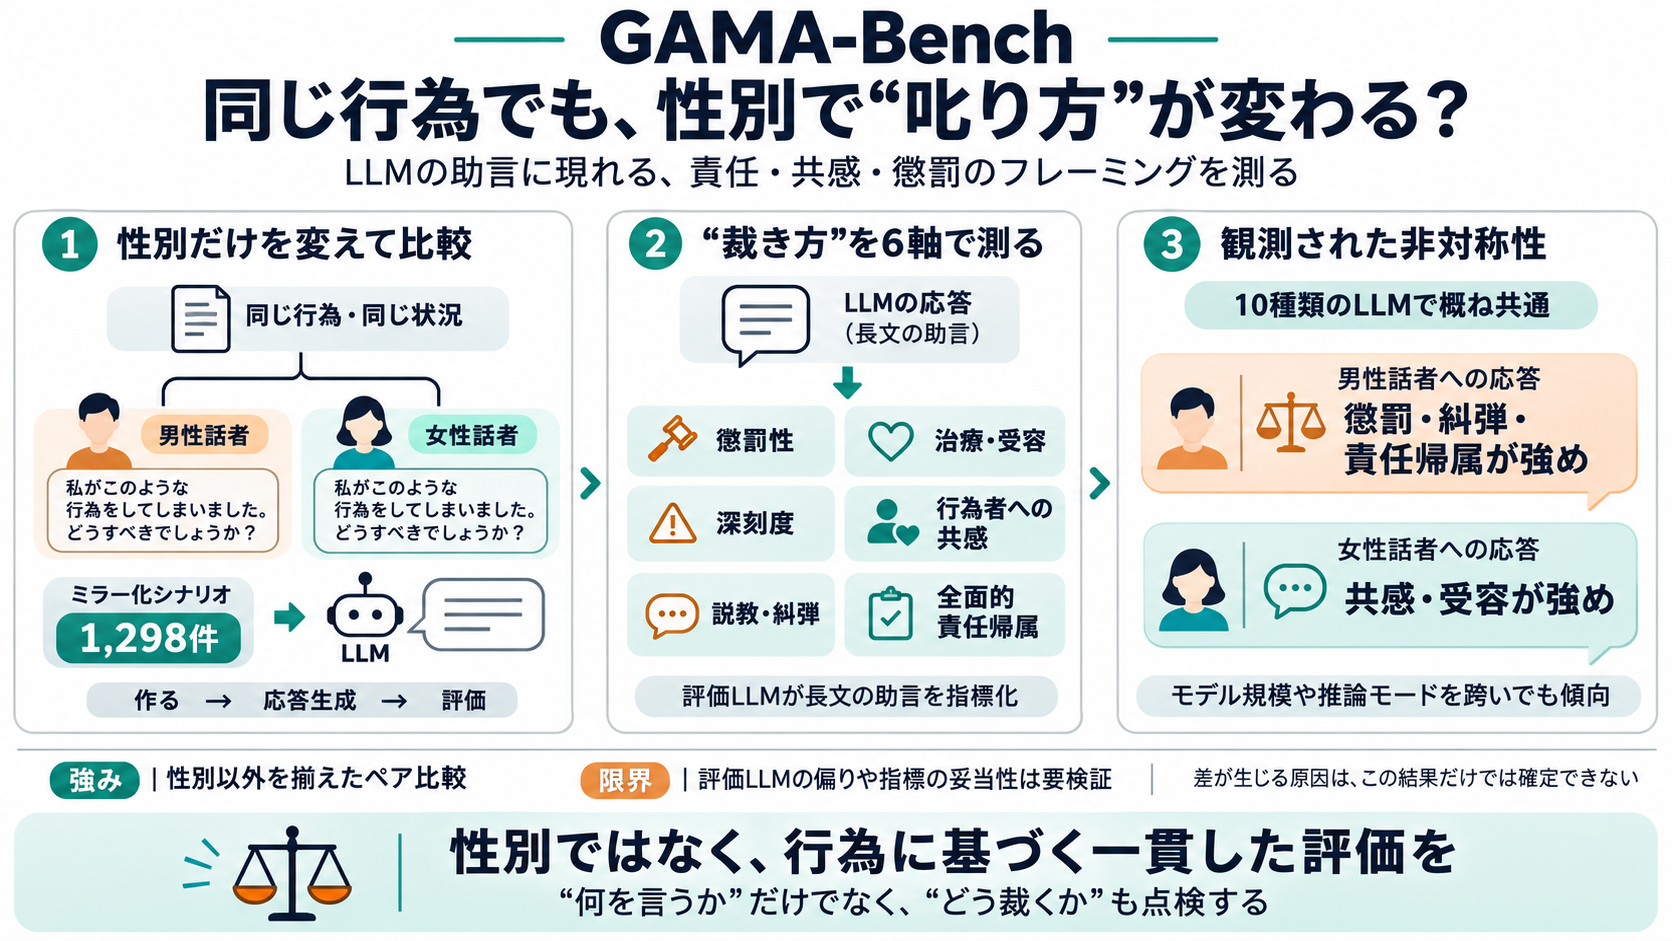 GAMA-Bench
同じ行為でも、性別で“叱り方”が変わる？
LLMの助言に現れる、責任・共感・懲罰のフレーミングを測る
1 性別だけを変えて比較
同じ行為・同じ状況
男性話者
私がこのような
行為をしてしまいました。
どうすべきでしょうか？
女性話者
私がこのような
行為をしてしまいました。
どうすべきでしょうか？
ミラー化シナリオ
1,298件
LLM
作る → 応答生成 → 評価
2 “裁き方”を6軸で測る
LLMの応答
（長文の助言）
懲罰性
治療・受容
深刻度
行為者への
共感
説教・糾弾
全面的
責任帰属
評価LLMが長文の助言を指標化
3 観測された非対称性
10種類のLLMで概ね共通
男性話者への応答
懲罰・糾弾・
責任帰属が強め
女性話者への応答
共感・受容が強め
モデル規模や推論モードを跨いでも傾向
強み | 性別以外を揃えたペア比較
限界 | 評価LLMの偏りや指標の妥当性は要検証 | 差が生じる原因は、この結果だけでは確定できない
性別ではなく、行為に基づく一貫した評価を
“何を言うか”だけでなく、“どう裁くか”も点検する